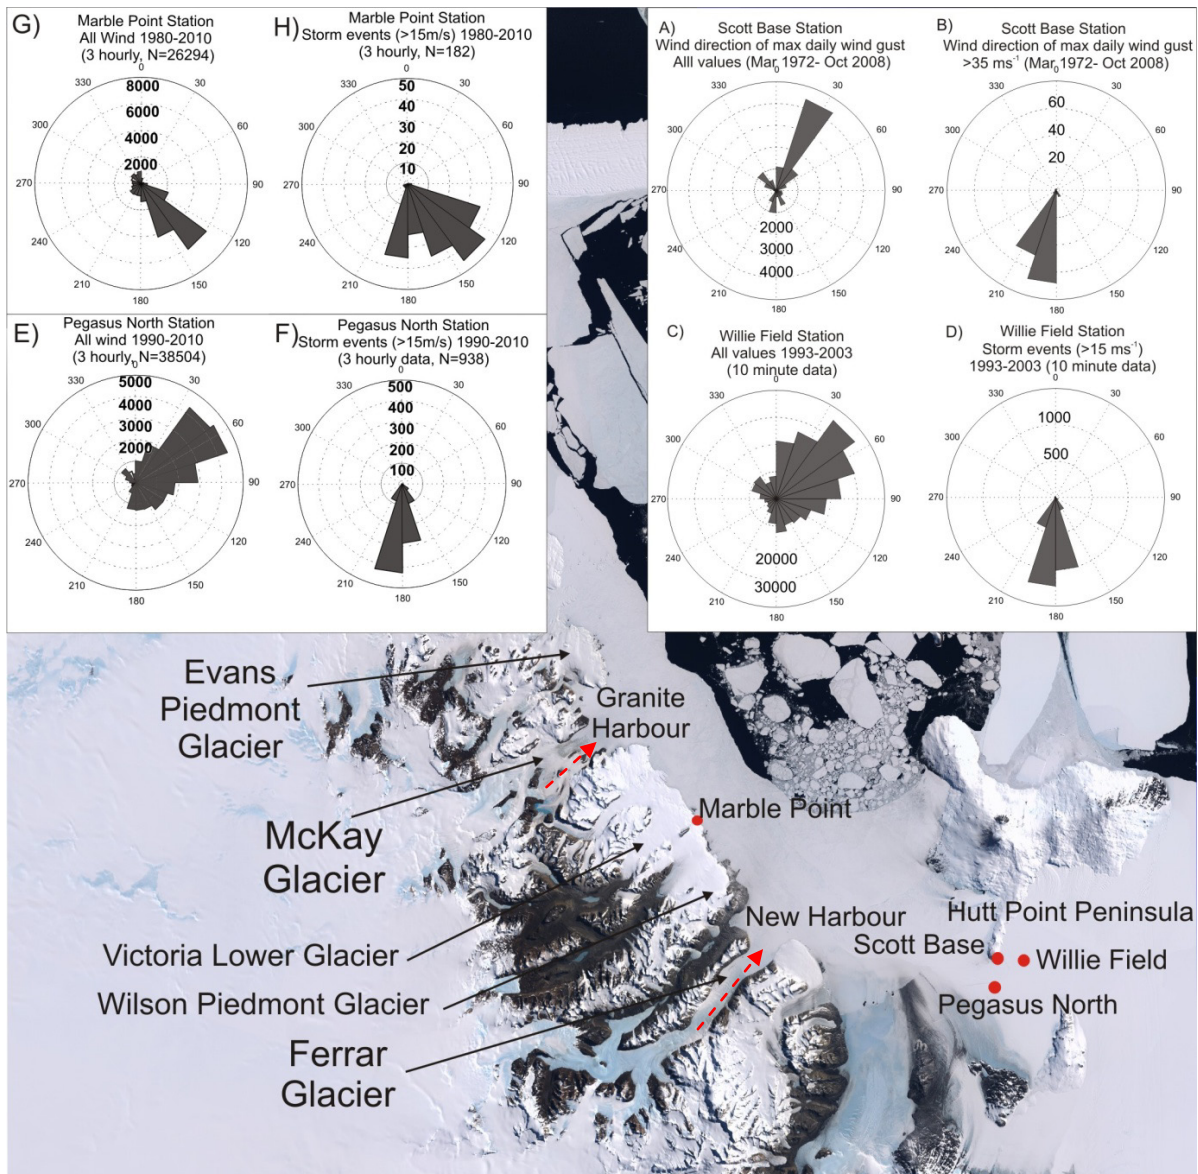 G)
Marble Point Station
All Wind 1980-2010
(3 hourly, N=26294)
0
30
60
90
120
150
180
210
240
270
300
330
8000
6000
4000
2000
H)
Marble Point Station
Storm events (>15m/s) 1980-2010
(3 hourly, N=182)
0
30
60
90
120
150
180
210
240
270
300
330
50
40
30
20
10
A)
Scott Base Station
Wind direction of max daily wind gust
Alll values (Mar 1972- Oct 2008)
0
30
60
90
120
150
180
210
240
270
300
330
2000
3000
4000
B)
Scott Base Station
Wind direction of max daily wind gust
>35 ms⁻¹ (Mar 1972- Oct 2008)
0
30
60
90
120
150
180
210
240
270
300
330
60
40
20
E)
Pegasus North Station
All wind 1990-2010
(3 hourly, N=38504)
0
30
60
90
120
150
180
210
240
270
300
330
5000
4000
3000
2000
F)
Pegasus North Station
Storm events (>15m/s) 1990-2010
(3 hourly data, N=938)
0
30
60
90
120
150
180
210
240
270
300
330
500
400
300
200
100
C)
Willie Field Station
All values 1993-2003
(10 minute data)
0
30
60
90
120
150
180
210
240
270
300
330
20000
30000
D)
Willie Field Station
Storm events (>15 ms⁻¹)
1993-2003 (10 minute data)
0
30
60
90
120
150
180
210
240
270
300
330
1000
500
Evans
Piedmont
Glacier
Granite
Harbour
McKay
Glacier
Marble Point
Victoria Lower Glacier
New Harbour
Hutt Point Peninsula
Scott Base
Willie Field
Wilson Piedmont Glacier
Pegasus North
Ferrar
Glacier